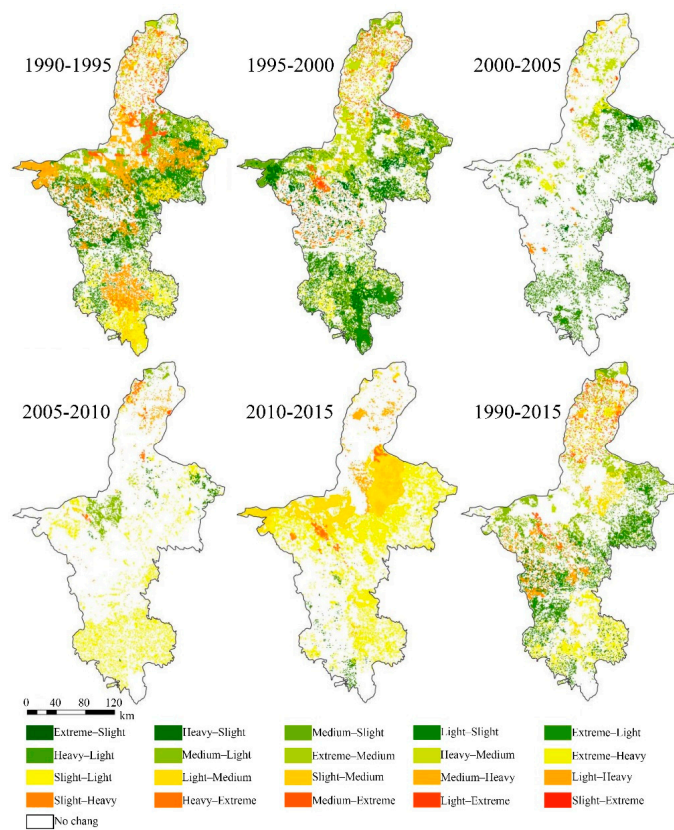 1990-1995 1995-2000 2000-2005
2005-2010 2010-2015 1990-2015
0 20 40 80 120
km
Extreme–Slight Heavy–Slight Medium–Slight Light–Slight Extreme–Light
Heavy–Light Medium–Light Extreme–Medium Heavy–Medium Extreme–Heavy
Slight–Light Light–Medium Slight–Medium Medium–Heavy Light–Heavy
Slight–Heavy Heavy–Extreme Medium–Extreme Light–Extreme Slight–Extreme
No chang